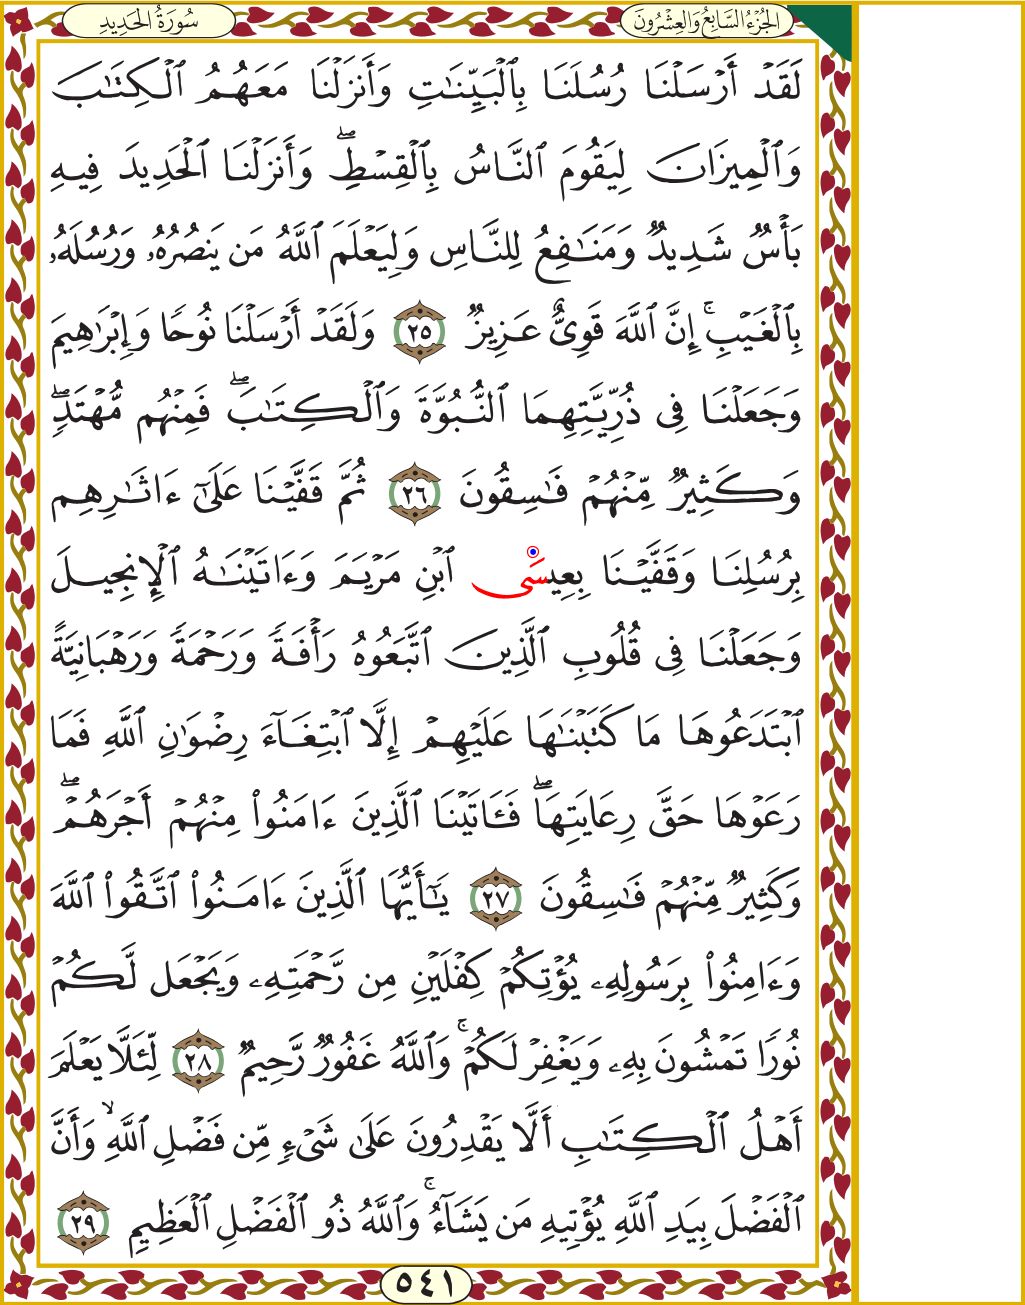 الجُزْءُ السَّابِعُ وَالعِشْرُونَ
سُورَةُ الحَدِيدِ
لَقَدْ أَرْسَلْنَا رُسُلَنَا بِٱلْبَيِّنَٰتِ وَأَنزَلْنَا مَعَهُمُ ٱلْكِتَٰبَ
وَٱلْمِيزَانَ لِيَقُومَ ٱلنَّاسُ بِٱلْقِسْطِۖ وَأَنزَلْنَا ٱلْحَدِيدَ فِيهِ
بَأْسٌ شَدِيدٌ وَمَنَٰفِعُ لِلنَّاسِ وَلِيَعْلَمَ ٱللَّهُ مَن يَنصُرُهُۥ وَرُسُلَهُۥ
بِٱلْغَيْبِۚ إِنَّ ٱللَّهَ قَوِىٌّ عَزِيزٌ ٢٥ وَلَقَدْ أَرْسَلْنَا نُوحًا وَإِبْرَٰهِيمَ
وَجَعَلْنَا فِى ذُرِّيَّتِهِمَا ٱلنُّبُوَّةَ وَٱلْكِتَٰبَۖ فَمِنْهُم مُّهْتَدٍۖ
وَكَثِيرٌ مِّنْهُمْ فَٰسِقُونَ ٢٦ ثُمَّ قَفَّيْنَا عَلَىٰٓ ءَاثَٰرِهِم
بِرُسُلِنَا وَقَفَّيْنَا بِعِيسَى ٱبْنِ مَرْيَمَ وَءَاتَيْنَٰهُ ٱلْإِنجِيلَ
وَجَعَلْنَا فِى قُلُوبِ ٱلَّذِينَ ٱتَّبَعُوهُ رَأْفَةً وَرَحْمَةً وَرَهْبَانِيَّةً
ٱبْتَدَعُوهَا مَا كَتَبْنَٰهَا عَلَيْهِمْ إِلَّا ٱبْتِغَآءَ رِضْوَٰنِ ٱللَّهِ فَمَا
رَعَوْهَا حَقَّ رِعَايَتِهَاۖ فَـَٔاتَيْنَا ٱلَّذِينَ ءَامَنُوا۟ مِنْهُمْ أَجْرَهُمْۖ
وَكَثِيرٌ مِّنْهُمْ فَٰسِقُونَ ٢٧ يَٰٓأَيُّهَا ٱلَّذِينَ ءَامَنُوا۟ ٱتَّقُوا۟ ٱللَّهَ
وَءَامِنُوا۟ بِرَسُولِهِۦ يُؤْتِكُمْ كِفْلَيْنِ مِن رَّحْمَتِهِۦ وَيَجْعَل لَّكُمْ
نُورًا تَمْشُونَ بِهِۦ وَيَغْفِرْ لَكُمْۚ وَٱللَّهُ غَفُورٌ رَّحِيمٌ ٢٨ لِّئَلَّا يَعْلَمَ
أَهْلُ ٱلْكِتَٰبِ أَلَّا يَقْدِرُونَ عَلَىٰ شَىْءٍ مِّن فَضْلِ ٱللَّهِۙ وَأَنَّ
ٱلْفَضْلَ بِيَدِ ٱللَّهِ يُؤْتِيهِ مَن يَشَآءُۚ وَٱللَّهُ ذُو ٱلْفَضْلِ ٱلْعَظِيمِ ٢٩
٥٤١